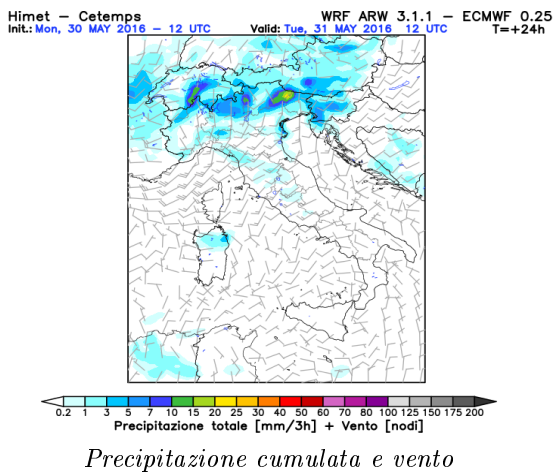 Himet – Cetemps WRF ARW 3.1.1 – ECMWF 0.25
Init.: Mon, 30 MAY 2016 – 12 UTC Valid: Tue, 31 MAY 2016 12 UTC T=+24h
0.2 1 3 5 7 10 15 20 25 30 40 50 60 70 80 100 125 150 175 200
Precipitazione totale [mm/3h] + Vento [nodi]
Precipitazione cumulata e vento